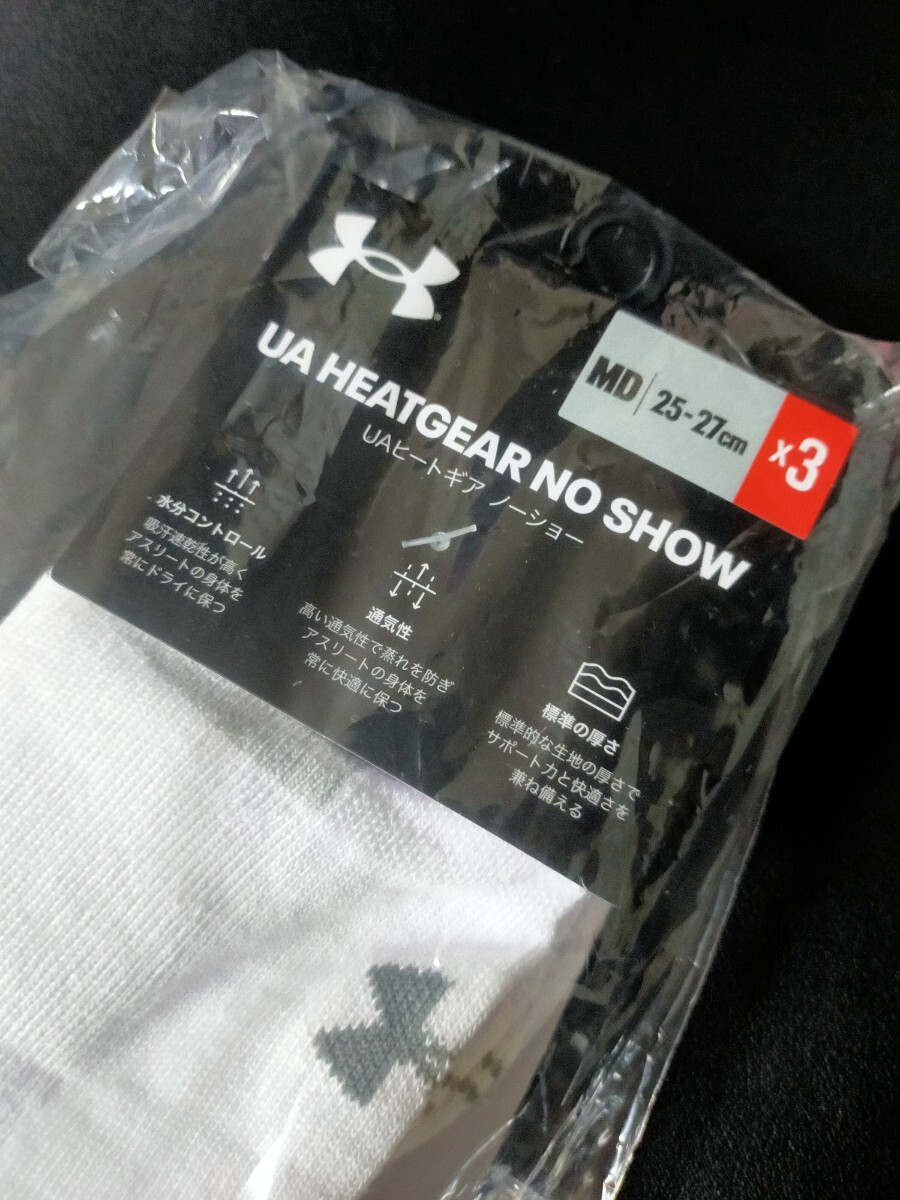 MD 25-27cm
x3
UA HEATGEAR NO SHOW
UAヒートギア ノーショー
水分コントロール
吸汗速乾性が高く
アスリートの身体を
常にドライに保つ
通気性
高い通気性で蒸れを防ぎ
アスリートの身体を
常に快適に保つ
標準の厚さ
標準的な生地の厚さで
サポート力と快適さを
兼ね備える